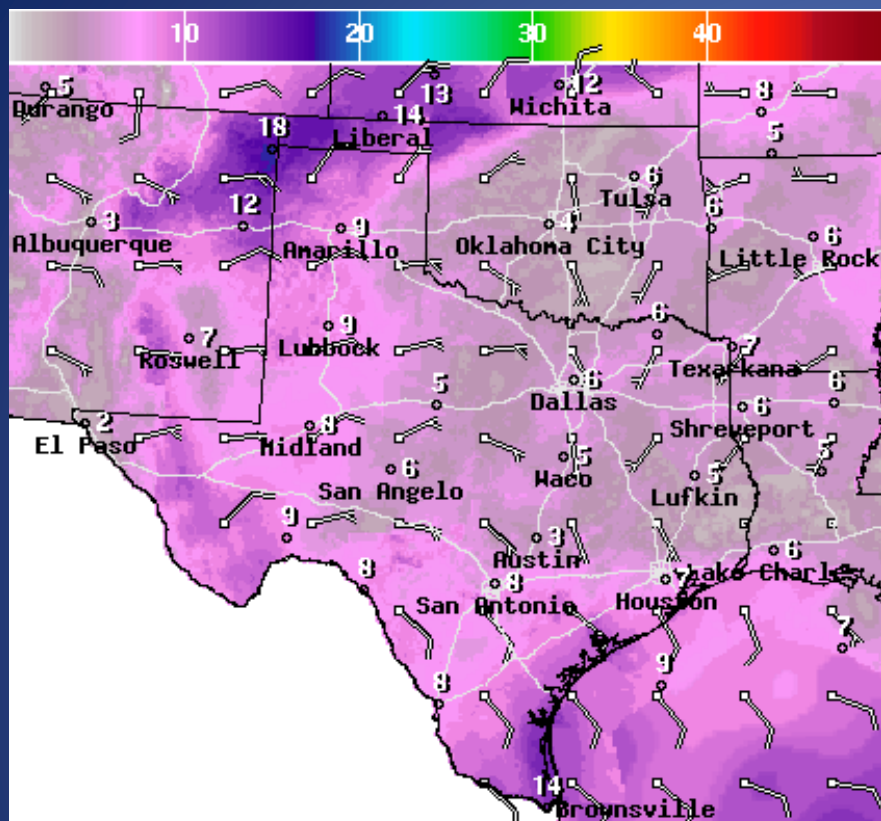 10 20 30 40
5 13 12 8
Durango Wichita
14
Liberal
18 5
6
Tulsa
3 12 9 4 6 6
Albuquerque Amarillo Oklahoma City Little Rock
7 9 6 7
Roswell Lubbock Texarkana
6
Dallas
5 6 6
2 8 Shreveport
El Paso Midland
6 5 5 5
San Angelo Waco Lufkin
9 3 6
Austin
8 8 7 Lake Charles
San Antonio Houston
7
8 9
14
Brownsville